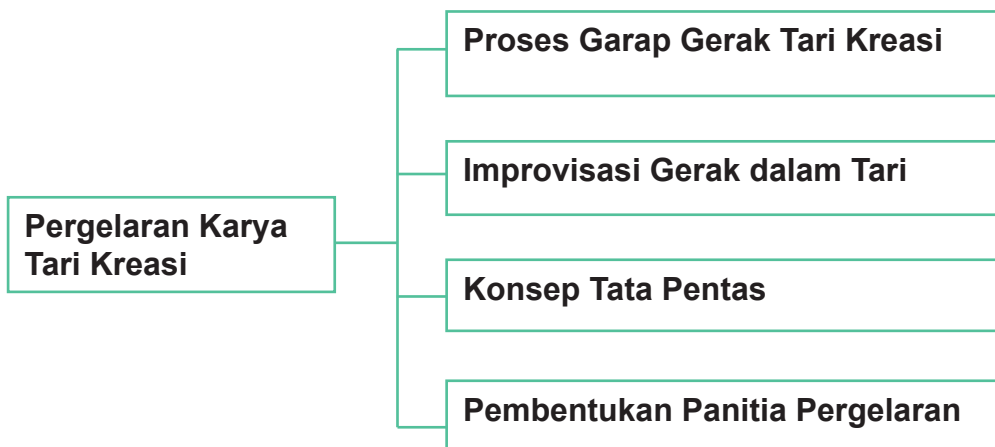 Pergelaran Karya
Tari Kreasi
Proses Garap Gerak Tari Kreasi
Improvisasi Gerak dalam Tari
Konsep Tata Pentas
Pembentukan Panitia Pergelaran